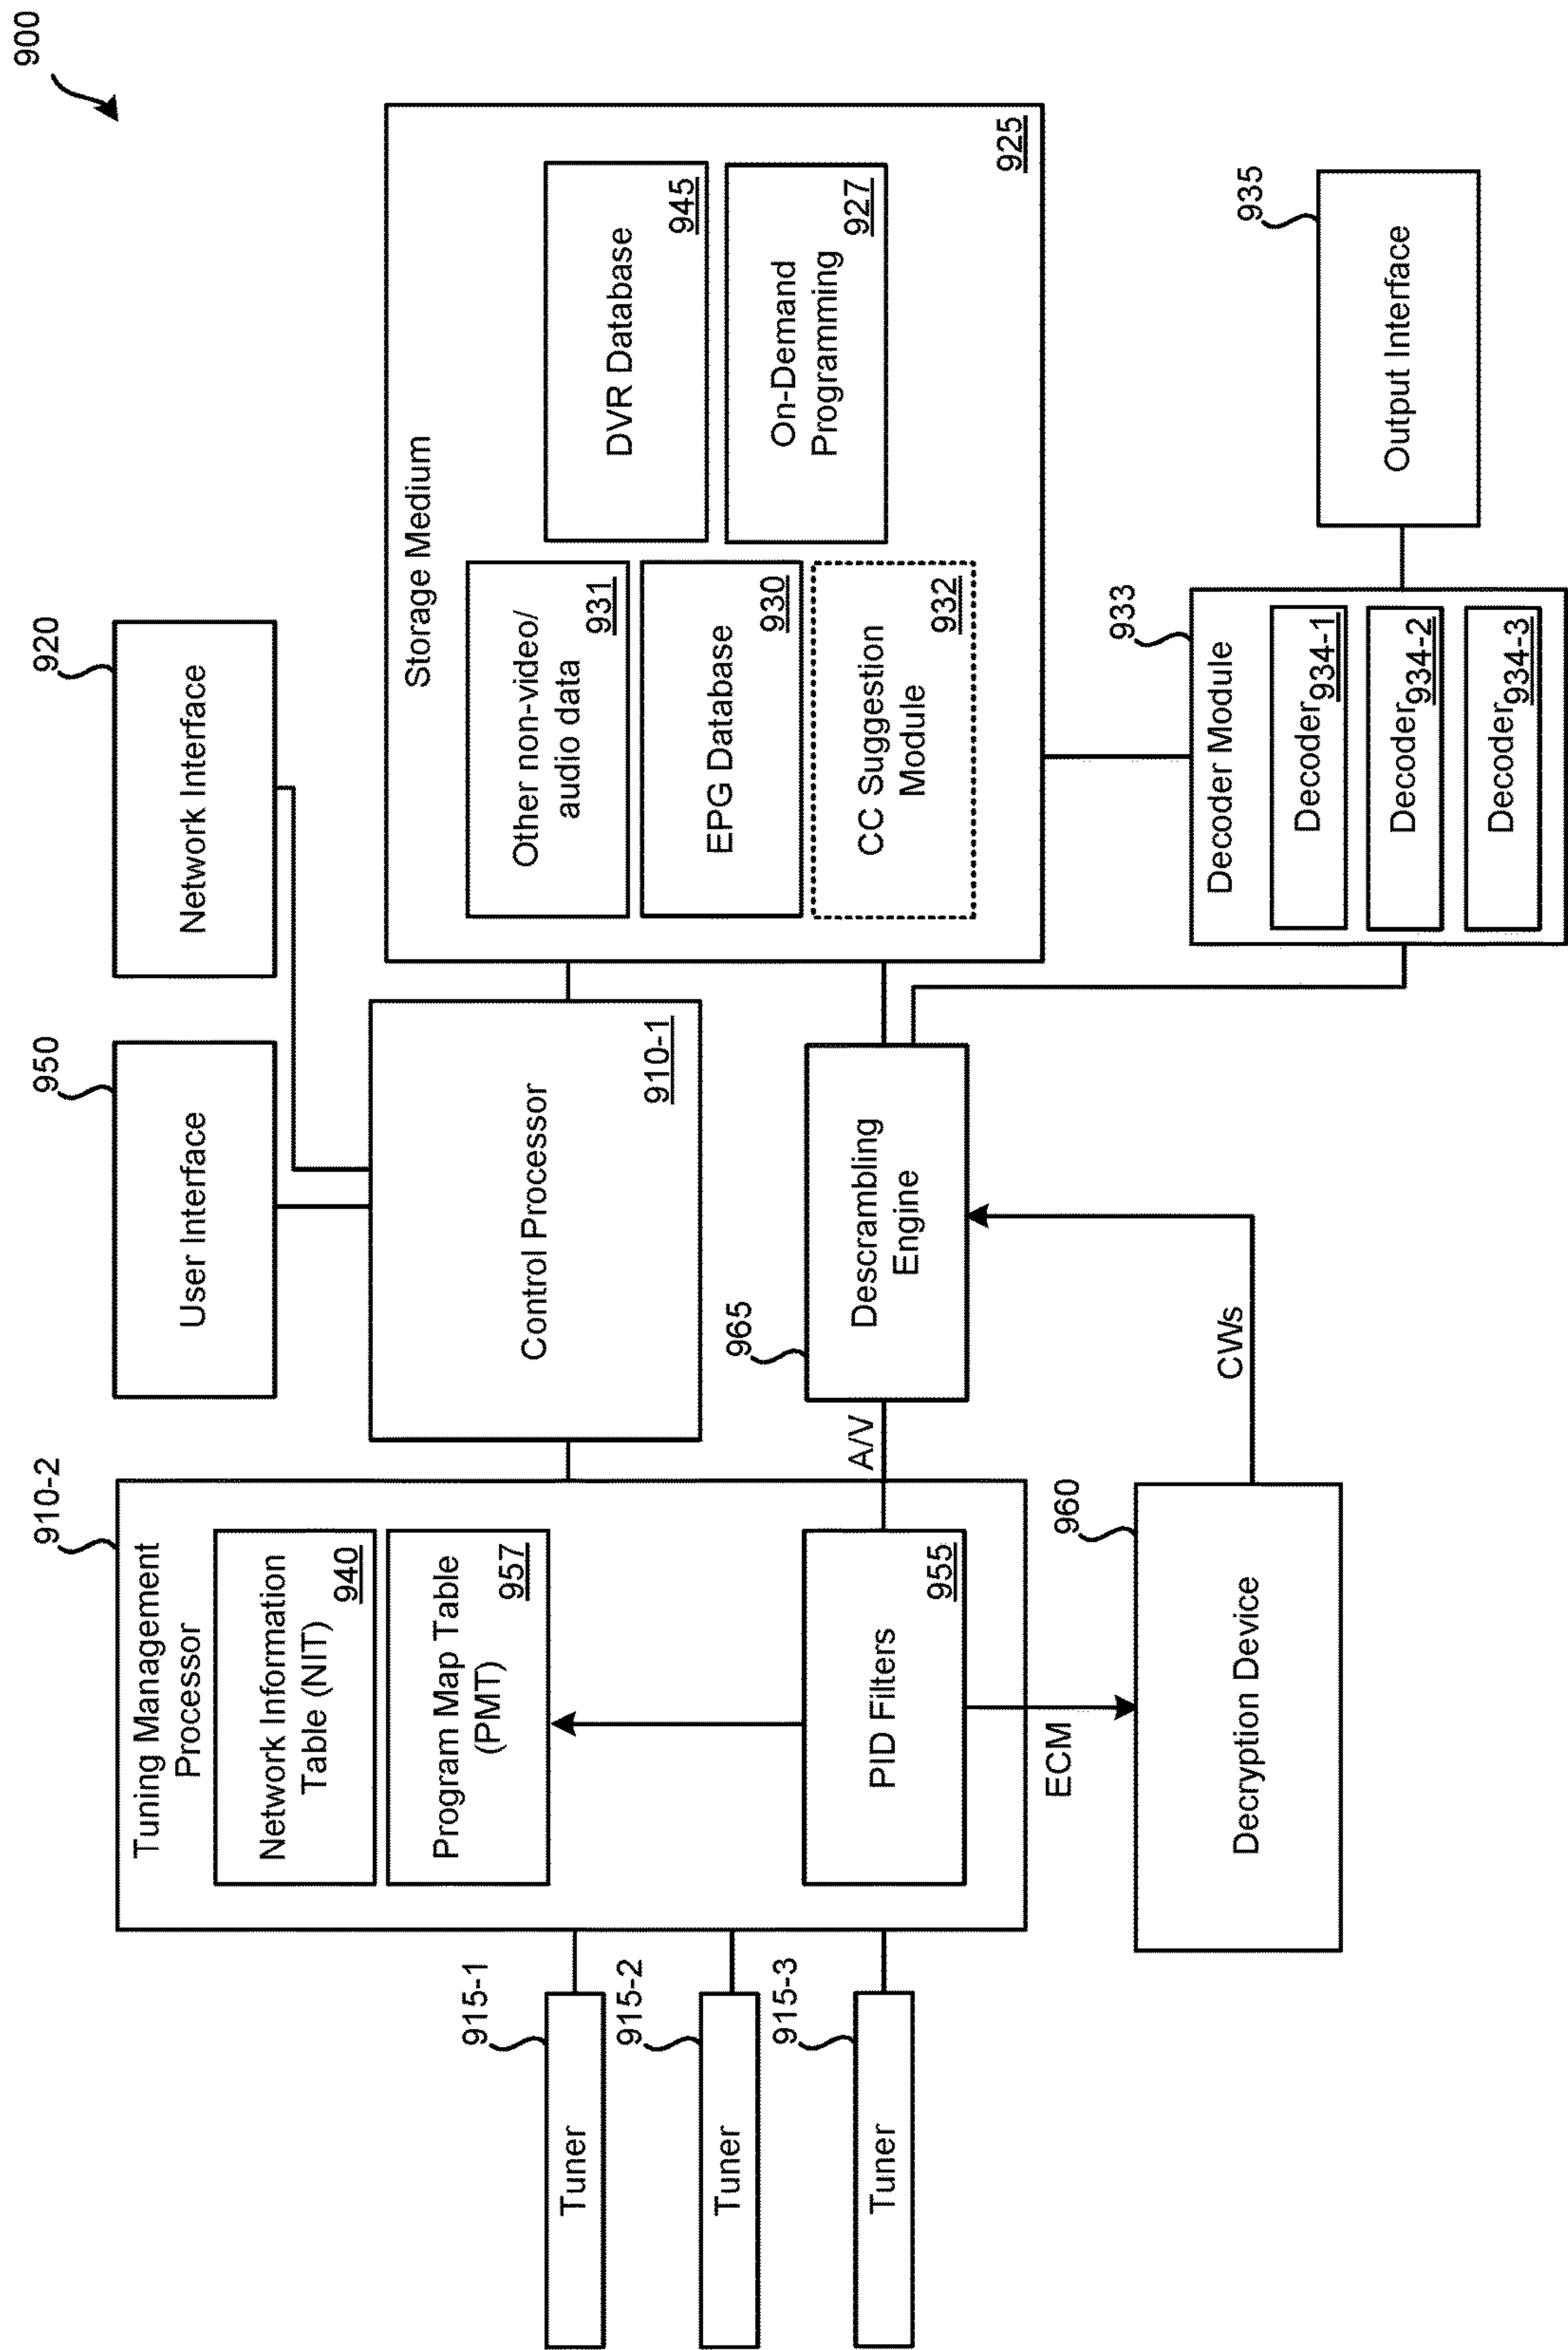 900
910-2
Tuning Management
Processor
Network Information
Table (NIT)
940
Program Map Table
(PMT)
957
PID Filters
955
915-1
Tuner
915-2
Tuner
915-3
Tuner
950
User Interface
920
Network Interface
Control Processor
910-1
A/V
965
Descrambling
Engine
ECM
960
Decryption Device
CWs
Storage Medium
925
Other non-video/
audio data
931
EPG Database
930
CC Suggestion
Module
932
DVR Database
945
On-Demand
Programming
927
933
Decoder Module
Decoder
934-1
Decoder
934-2
Decoder
934-3
935
Output Interface